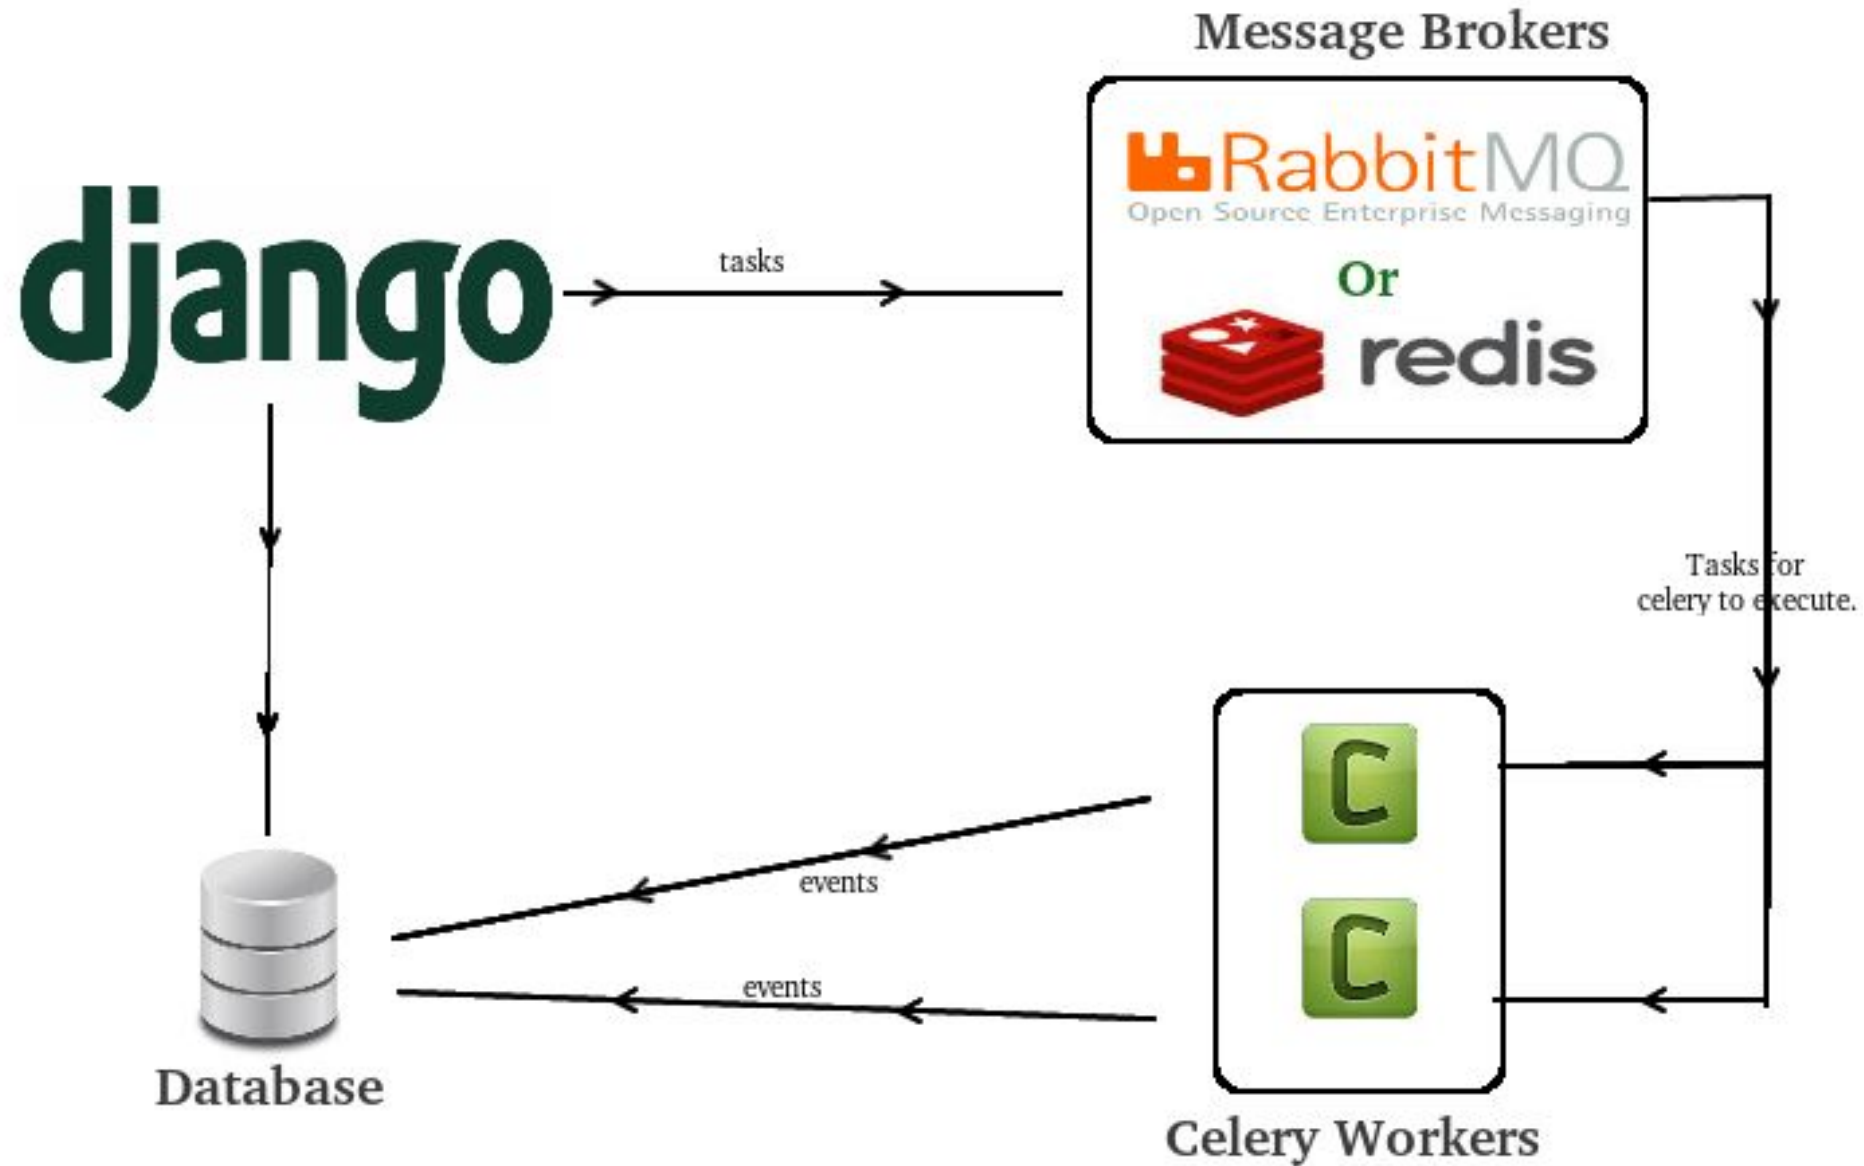 Message Brokers
RabbitMQ
Open Source Enterprise Messaging
django
tasks
Or
redis
Tasks for
celery to execute.
C
events
C
events
Database
Celery Workers